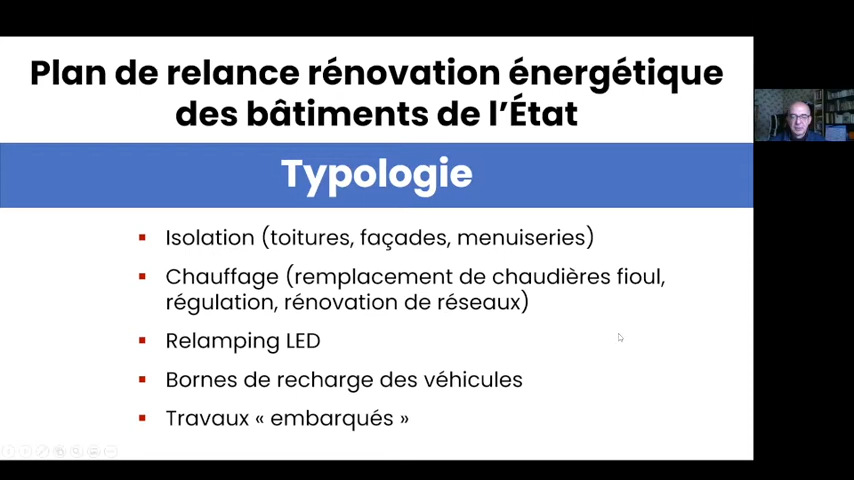 Plan de relance rénovation énergétique
des bâtiments de l'État
Typologie
▪ Isolation (toitures, façades, menuiseries)
▪ Chauffage (remplacement de chaudières fioul,
régulation, rénovation de réseaux)
▪ Relamping LED
▪ Bornes de recharge des véhicules
▪ Travaux « embarqués »